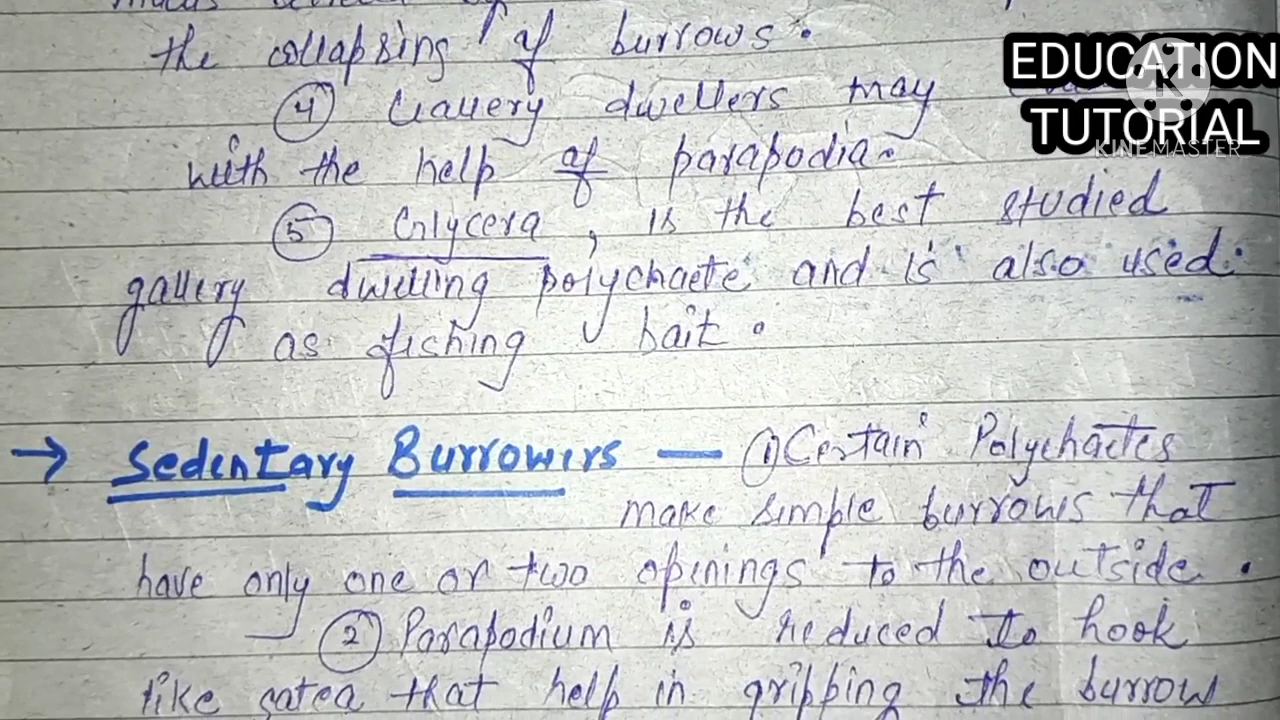 the collapsing of burrows.
④ Gallery dwellers may
with the help of parapodia.
⑤ Glycera, is the best studied
gallery dwelling polychaete and is also used
as fishing bait.
→ Sedentary Burrowers — ① Certain Polychaetes
make simple burrows that
have only one or two openings to the outside.
② Parapodium is reduced to hook
like satea that help in gripping the burrow
EDUCATION
TUTORIAL
KINEMASTER